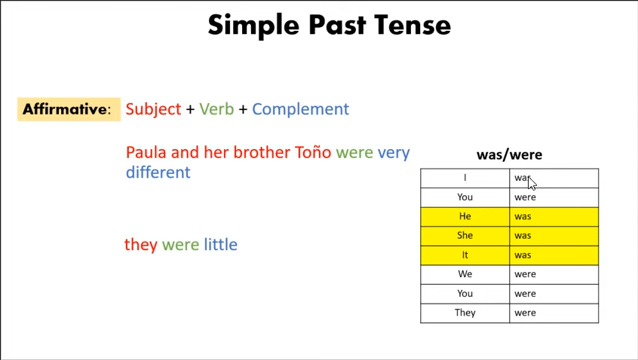 Simple Past Tense
Affirmative: Subject + Verb + Complement
Paula and her brother Toño were very
different
they were little
was/were
I was
You were
He was
She was
It was
We were
You were
They were